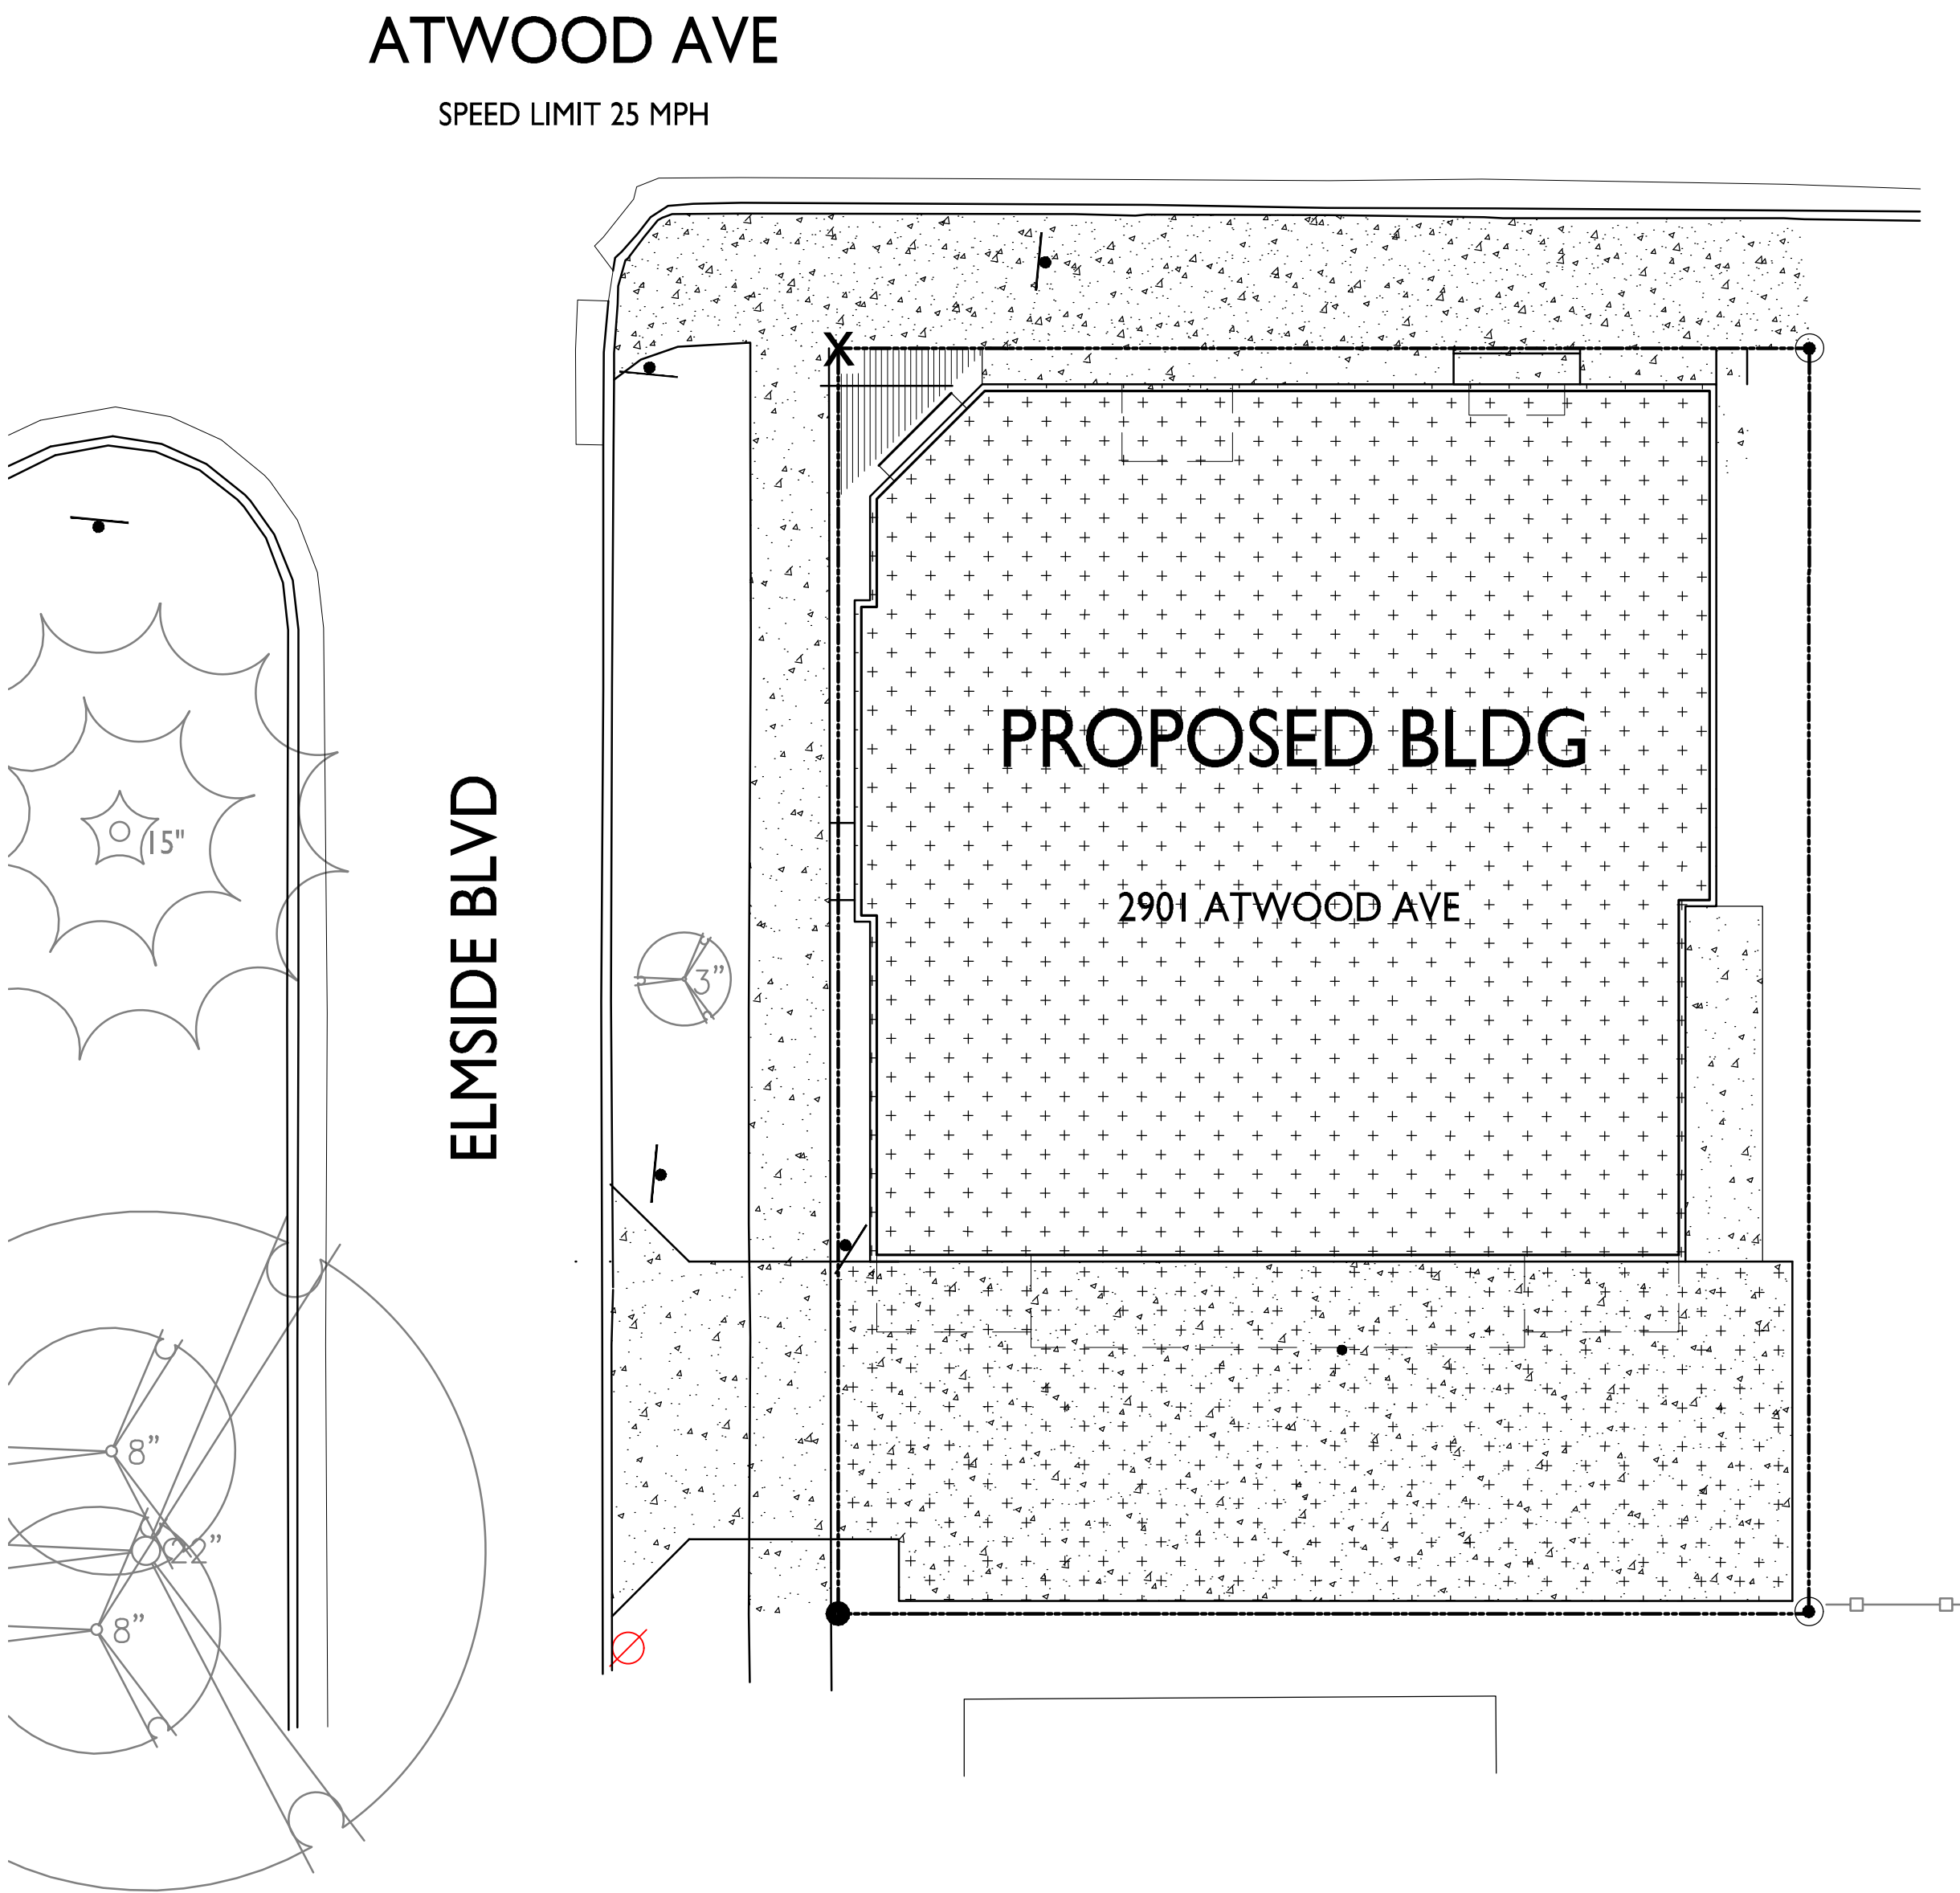 ATWOOD AVE
SPEED LIMIT 25 MPH
X
PROPOSED BLDG
15"
ELMSIDE BLVD
2901 ATWOOD AVE
3”
8”
22”
8”